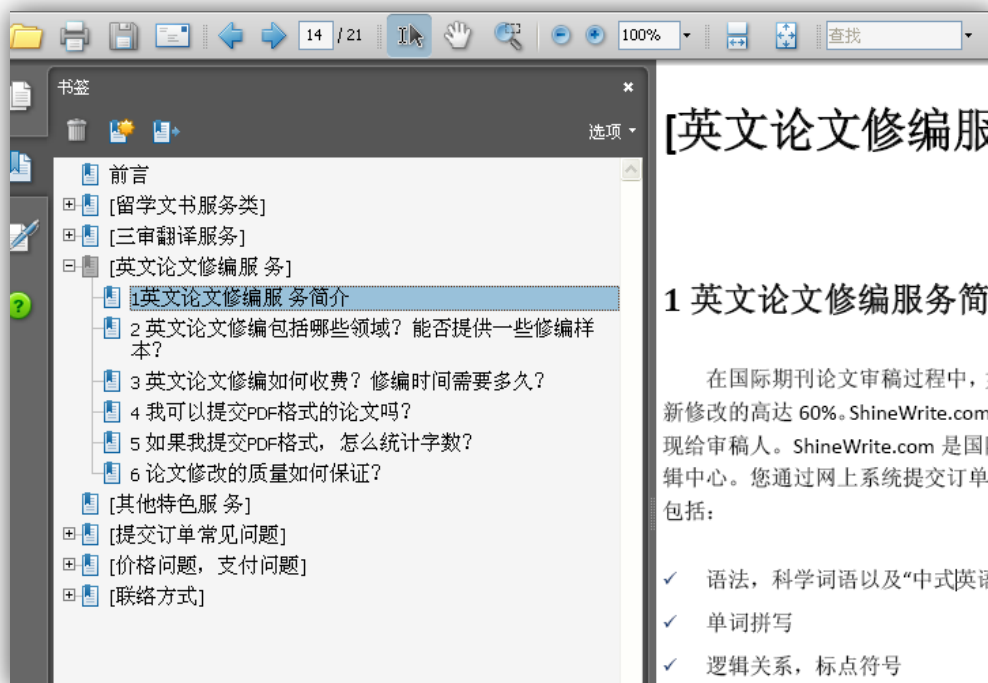 14 / 21
100%
查找
书签
选项
前言
[留学文书服务类]
[三审翻译服务]
[英文论文修编服 务]
1英文论文修编服 务简介
2 英文论文修编包括哪些领域？能否提供一些修编样
本？
3 英文论文修编如何收费？修编时间需要多久？
4 我可以提交PDF格式的论文吗？
5 如果我提交PDF格式，怎么统计字数？
6 论文修改的质量如何保证？
[其他特色服 务]
[提交订单常见问题]
[价格问题，支付问题]
[联络方式]
[英文论文修编服
1 英文论文修编服务简
在国际期刊论文审稿过程中，
新修改的高达 60%。ShineWrite.com
现给审稿人。ShineWrite.com 是国
辑中心。您通过网上系统提交订单
包括：
✓ 语法，科学词语以及“中式英语
✓ 单词拼写
✓ 逻辑关系，标点符号